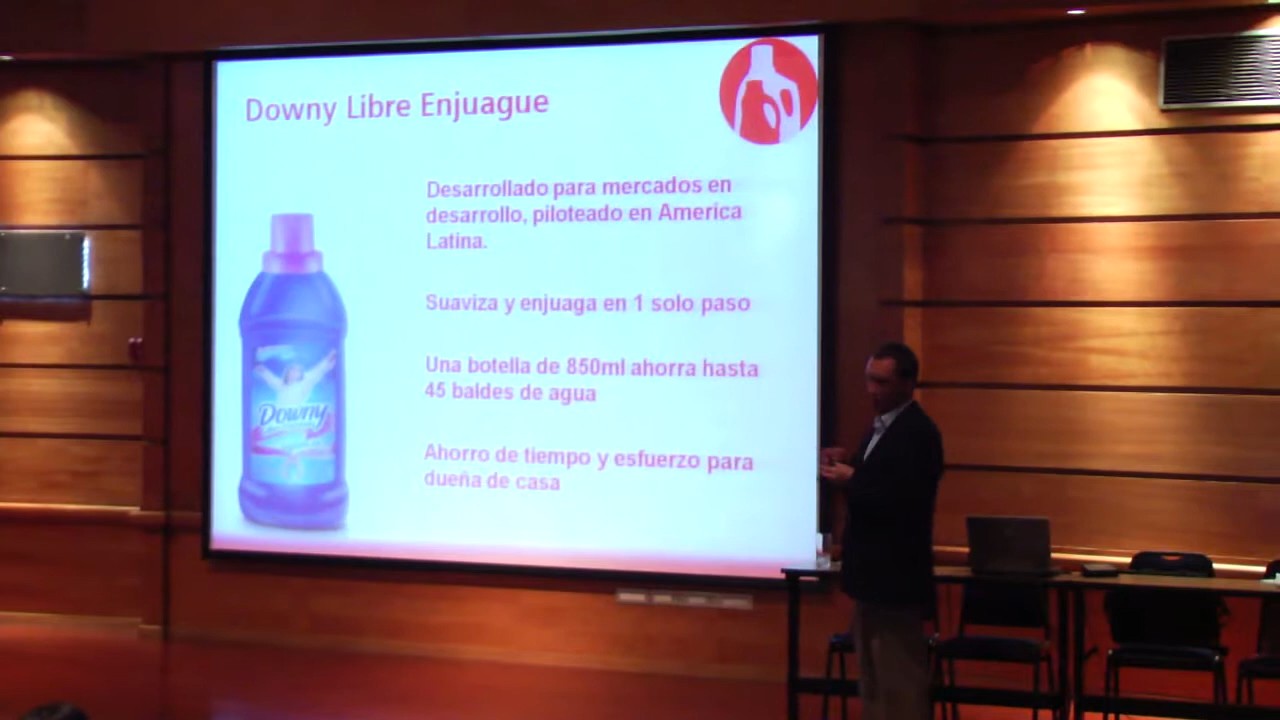 Downy Libre Enjuague
Desarrollado para mercados en
desarrollo, piloteado en America
Latina.
Suaviza y enjuaga en 1 solo paso
Una botella de 850ml ahorra hasta
45 baldes de agua
Ahorro de tiempo y esfuerzo para
dueña de casa
Downy